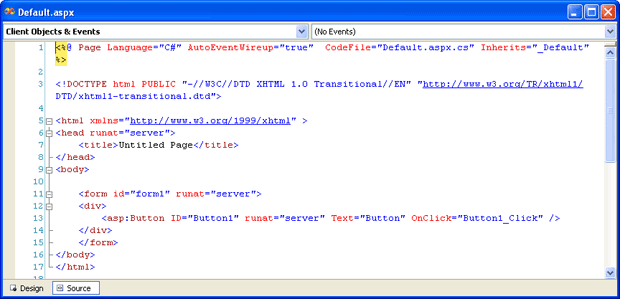 Default.aspx
Client Objects & Events
(No Events)
1 <%@ Page Language="C#" AutoEventWireup="true"  CodeFile="Default.aspx.cs" Inherits="_Default"
%>
2
3 <!DOCTYPE html PUBLIC "-//W3C//DTD XHTML 1.0 Transitional//EN" "http://www.w3.org/TR/xhtml1/
DTD/xhtml1-transitional.dtd">
4
5 <html xmlns="http://www.w3.org/1999/xhtml" >
6 <head runat="server">
7     <title>Untitled Page</title>
8 </head>
9 <body>
10
11     <form id="form1" runat="server">
12     <div>
13         <asp:Button ID="Button1" runat="server" Text="Button" OnClick="Button1_Click" />
14     </div>
15     </form>
16 </body>
17 </html>
18
Design
Source